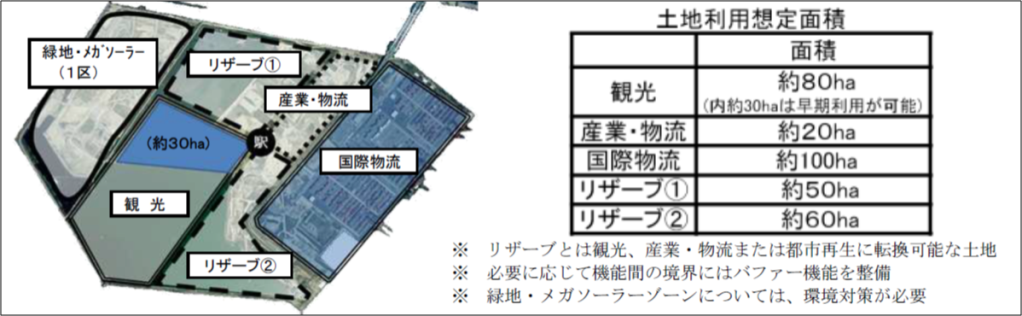 緑地・メガソーラー
(1区)
リザーブ①
産業・物流
(約30ha)
駅
国際物流
観 光
リザーブ②
土地利用想定面積
面積
観光 約80ha
(内約30haは早期利用が可能)
産業・物流 約20ha
国際物流 約100ha
リザーブ① 約50ha
リザーブ② 約60ha
※ リザーブとは観光、産業・物流または都市再生に転換可能な土地
※ 必要に応じて機能間の境界にはバファー機能を整備
※ 緑地・メガソーラーゾーンについては、環境対策が必要